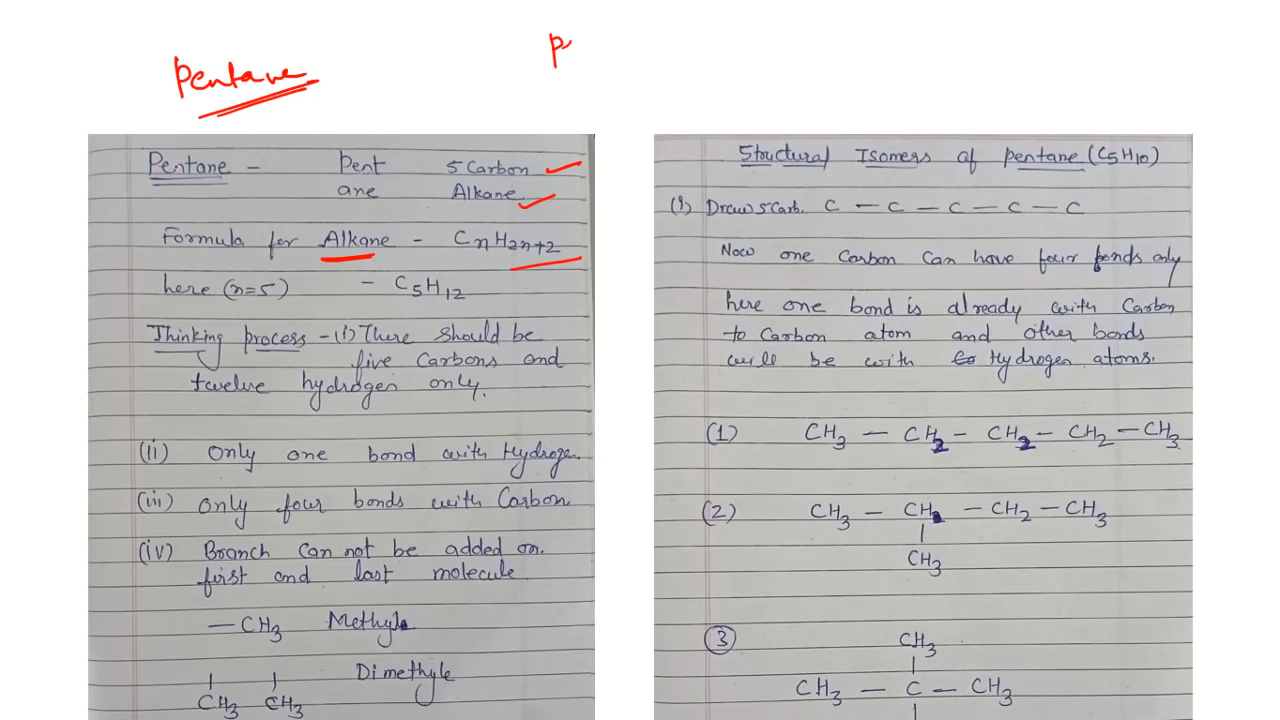 Pentane
p
Pentane - Pent 5 Carbon
ane Alkane
Formula for Alkane - CnH2n+2
here (n=5) - C5H12
Thinking process - (i) There should be
five Carbons and
twelve hydrogen only.
(ii) Only one bond with Hydrogen.
(iii) Only four bonds with Carbon.
(iv) Branch can not be added on.
first and last molecule
—CH3 Methyle
CH3 CH3 Dimethyle
Structural Isomers of pentane (C5H10)
(i) Draw 5 Carb. C — C — C — C — C
Now one Carbon Can have four bonds only
here one bond is already with Carbon
to Carbon atom and other bonds
will be with Hydrogen atoms.
(1) CH3 — CH2 — CH2 — CH2 — CH3
(2) CH3 — CH — CH2 — CH3
CH3
3
CH3
CH3 — C — CH3